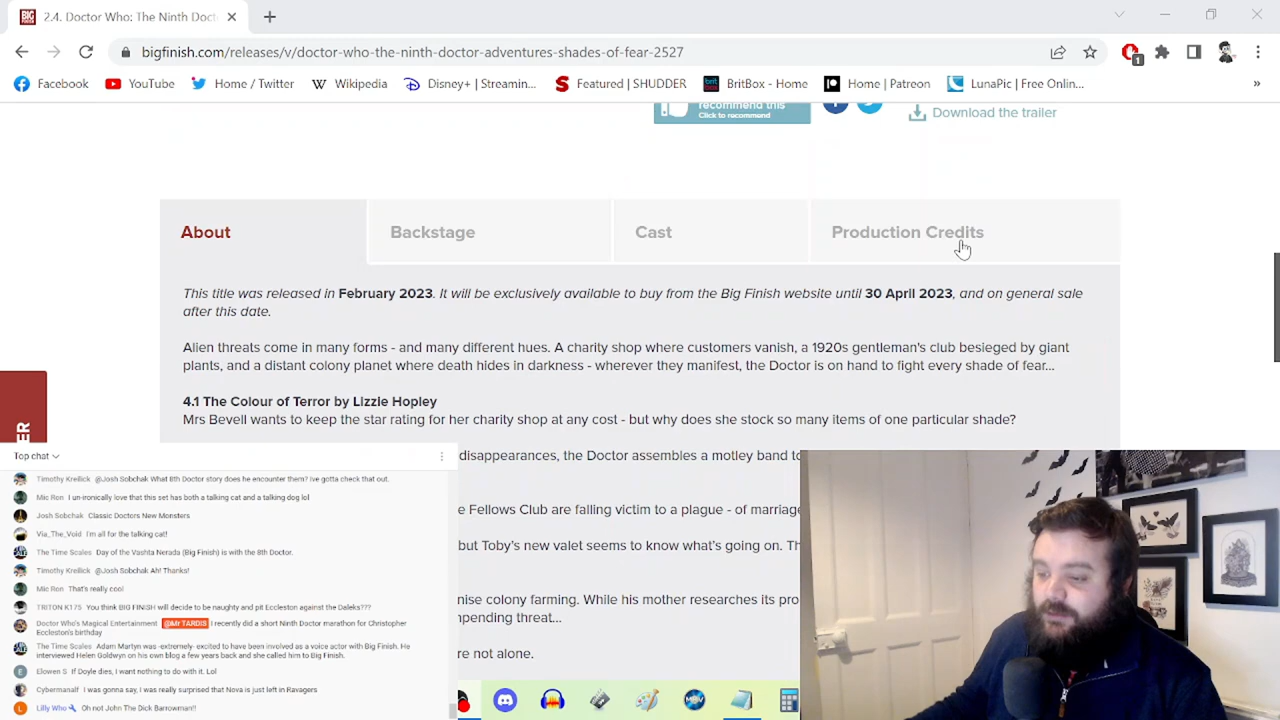 BIG FINISH
2.4. Doctor Who: The Ninth Doct
bigfinish.com/releases/v/doctor-who-the-ninth-doctor-adventures-shades-of-fear-2527
1
Facebook
YouTube
Home / Twitter
Wikipedia
Disney+ | Streamin...
Featured | SHUDDER
BritBox | Home
Home | Patreon
LunaPic | Free Onlin...
»
recommend this
Click to recommend
Download the trailer
About
Backstage
Cast
Production Credits
This title was released in February 2023. It will be exclusively available to buy from the Big Finish website until 30 April 2023, and on general sale
after this date.
Alien threats come in many forms - and many different hues. A charity shop where customers vanish, a 1920s gentleman's club besieged by giant
plants, and a distant colony planet where death hides in darkness - wherever they manifest, the Doctor is on hand to fight every shade of fear...
4.1 The Colour of Terror by Lizzie Hopley
Mrs Bevell wants to keep the star rating for her charity shop at any cost - but why does she stock so many items of one particular shade?
disappearances, the Doctor assembles a motley band to
e Fellows Club are falling victim to a plague - of marriage
but Toby's new valet seems to know what's going on. Th
nise colony farming. While his mother researches its pro
npending threat...
re not alone.
ER
Top chat
Timothy Krellick @Josh Sobchak What 8th Doctor story does he encounter them? Ive gotta check that out.
Mic Ron I un-ironically love that this set has both a talking cat and a talking dog lol
Josh Sobchak Classic Doctors New Monsters
Via_The_Void I'm all for the talking cat!
The Time Scales Day of the Vashta Nerada (Big Finish) is with the 8th Doctor.
Timothy Krellick @Josh Sobchak Ah! Thanks!
Mic Ron That's really cool
TRITON K175 You think BIG FINISH will decide to be naughty and pit Eccleston against the Daleks???
Doctor Who's Magical Entertainment @MrTARDIS I recently did a short Ninth Doctor marathon for Christopher
Eccleston's birthday
The Time Scales Adam Martyn was -extremely- excited to have been involved as a voice actor with Big Finish. He
interviewed Helen Goldwyn on his own blog a few years back and she called him to Big Finish.
E Elowen S If Doyle dies, I want nothing to do with it. Lol
Cybermanalf I was gonna say, I was really surprised that Nova is just left in Ravagers
L Lilly Who Oh not John The Dick Barrowman!!